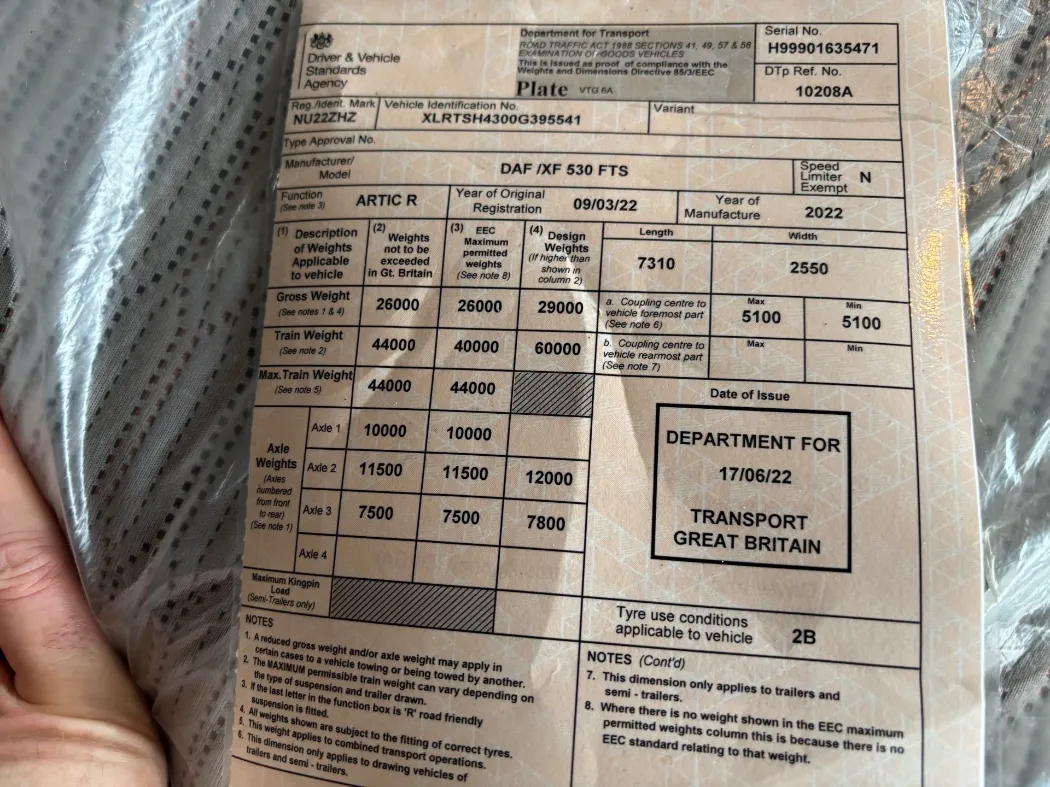 Driver & Vehicle
Standards
Agency
Department for Transport
ROAD TRAFFIC ACT 1988 SECTIONS 41, 49, 57 & 58
EXAMINATION OF GOODS VEHICLES
This is issued as proof of compliance with the
Weights and Dimensions Directive 85/3/EEC
Plate VTG 6A
Serial No.
H99901635471
DTp Ref. No.
10208A
Reg./Ident. Mark
NU22ZHZ
Vehicle Identification No.
XLRTSH4300G395541
Variant
Type Approval No.
Manufacturer/
Model
DAF /XF 530 FTS
Speed
Limiter
Exempt
N
Function
(See note 3)
ARTIC R
Year of Original
Registration
09/03/22
Year of
Manufacture
2022
(1) Description
of Weights
Applicable
to vehicle
(2) Weights
not to be
exceeded
in Gt. Britain
(3) EEC
Maximum
permitted
weights
(See note 8)
(4) Design
Weights
(If higher than
shown in
column 2)
Length
7310
Width
2550
Gross Weight
(See notes 1 & 4)
26000
26000
29000
a. Coupling centre to
vehicle foremost part
(See note 6)
Max
5100
Min
5100
Train Weight
(See note 2)
44000
40000
60000
b. Coupling centre to
vehicle rearmost part
(See note 7)
Max
Min
Max.Train Weight
(See note 5)
44000
44000
Axle
Weights
(Axles
numbered
from front
to rear)
(See note 1)
Axle 1
10000
10000
Axle 2
11500
11500
12000
Axle 3
7500
7500
7800
Axle 4
Maximum Kingpin
Load
(Semi-Trailers only)
Date of Issue
DEPARTMENT FOR
17/06/22
TRANSPORT
GREAT BRITAIN
Tyre use conditions
applicable to vehicle
2B
NOTES
1. A reduced gross weight and/or axle weight may apply in
certain cases to a vehicle towing or being towed by another.
2. The MAXIMUM permissible train weight can vary depending on
the type of suspension and trailer drawn.
3. If the last letter in the function box is 'R' road friendly
suspension is fitted.
4. All weights shown are subject to the fitting of correct tyres.
5. This weight applies to combined transport operations.
6. This dimension only applies to drawing vehicles of
trailers and semi - trailers.
NOTES (Cont'd)
7. This dimension only applies to trailers and
semi - trailers.
8. Where there is no weight shown in the EEC maximum
permitted weights column this is because there is no
EEC standard relating to that weight.